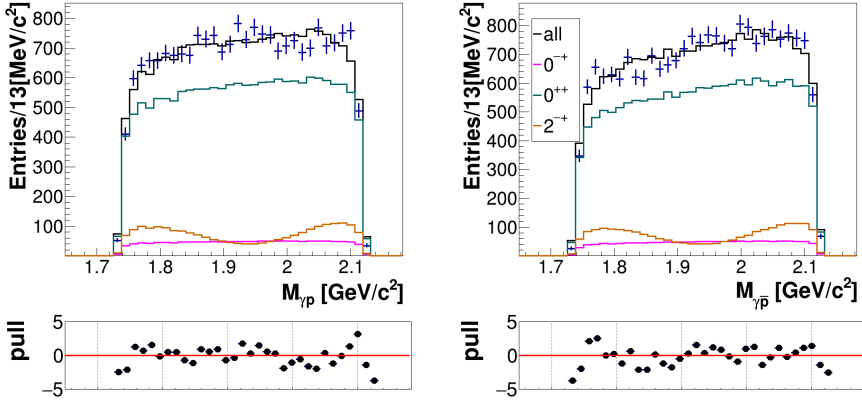 Entries/13[MeV/c²]
800
700
600
500
400
300
200
100
1.7 1.8 1.9 2 2.1
Mγp [GeV/c²]
pull
5
0
−5
Entries/13[MeV/c²]
800
700
600
500
400
300
200
100
all
0⁻⁺
0⁺⁺
2⁻⁺
1.7 1.8 1.9 2 2.1
Mγp̅ [GeV/c²]
pull
5
0
−5